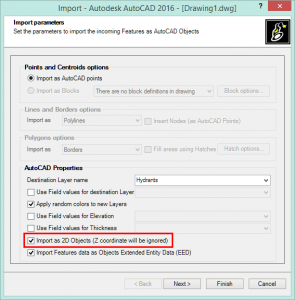 Import - Autodesk AutoCAD 2016 - [Drawing1.dwg]
Import parameters
Set the parameters to import the incoming Features as AutoCAD Objects
Points and Centroids options
Import as AutoCAD points
Import as Blocks
There are no block definitions in drawing
Block options...
Lines and Borders options
Import as
Polylines
Insert Nodes (as AutoCAD Points)
Polygons options
Import as
Borders
Fill areas using Hatches
Hatch options...
AutoCAD Properties
Destination Layer name
Hydrants
Use Field values for destination Layer
Apply random colors to new Layers
Use Field values for Elevation
Use Field values for Thickness
Import as 2D Objects (Z coordinate will be ignored)
Import Features data as Objects Extended Entity Data (EED)
< Back
Next >
Finish
Cancel